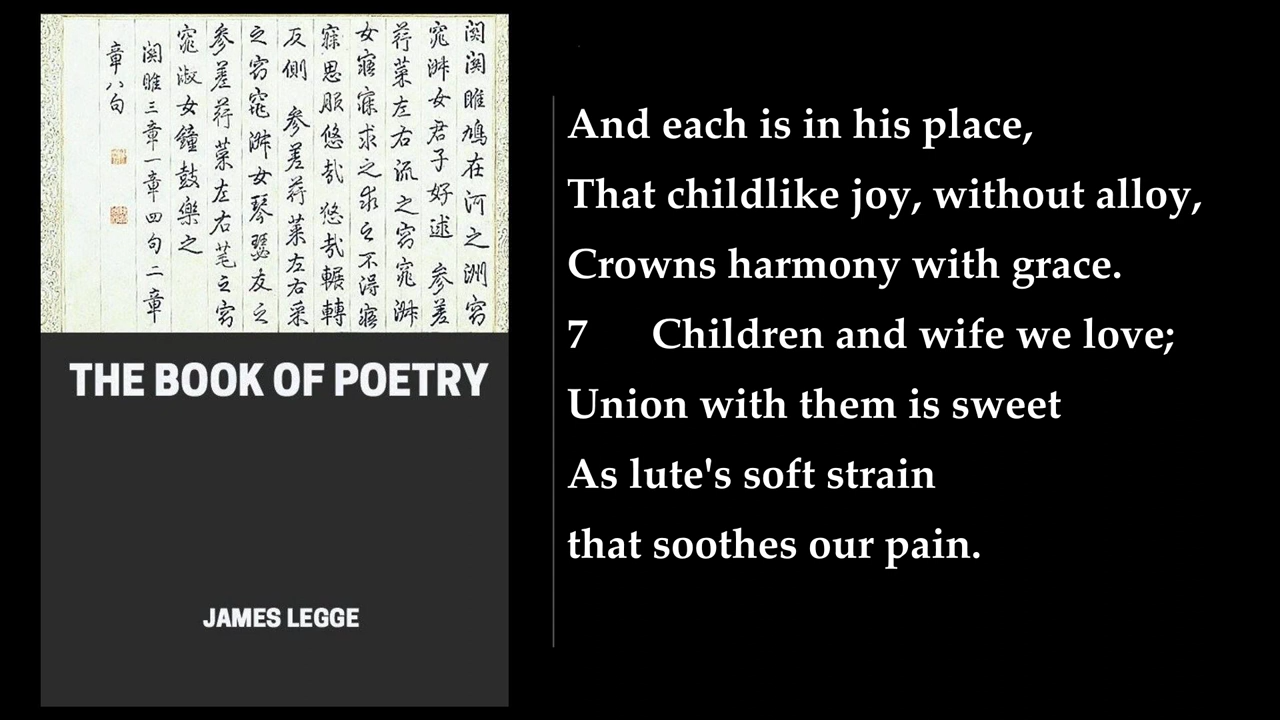 関関雎鳩在河之洲窈
窕淑女君子好逑 参差
荇菜左右流之窈窕淑
女寤寐求之求之不得寤
寐思服悠哉悠哉輾轉
反側 参差荇菜左右采
之窈窕淑女琴瑟友之
参差荇菜左右芼之窈
窕淑女鐘鼓樂之
関雎三章一章四句二章
章八句
THE BOOK OF POETRY
JAMES LEGGE
And each is in his place,
That childlike joy, without alloy,
Crowns harmony with grace.
7 Children and wife we love;
Union with them is sweet
As lute's soft strain
that soothes our pain.